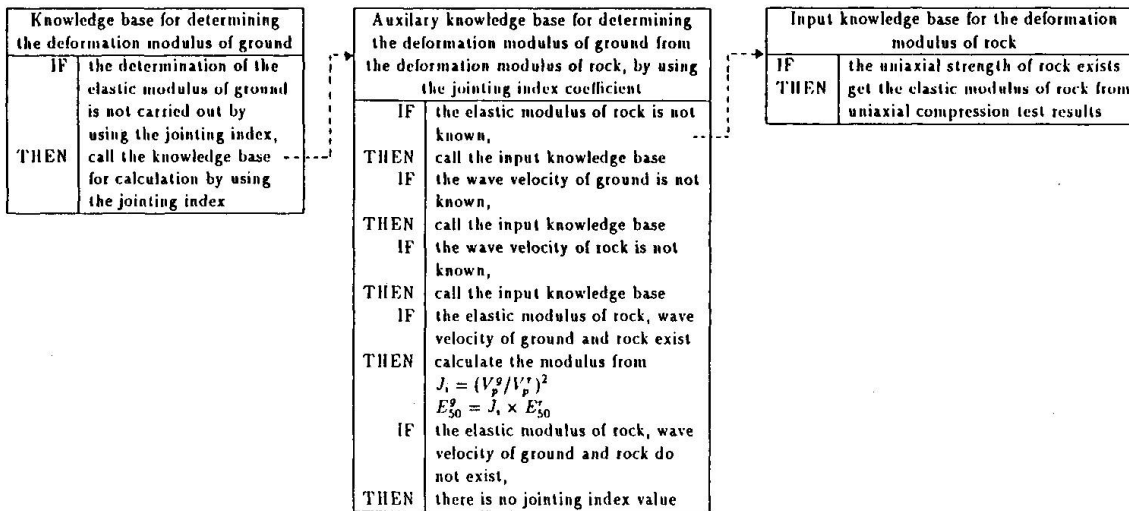 Knowledge base for determining
the deformation modulus of ground
IF the determination of the
elastic modulus of ground
is not carried out by
using the jointing index,
THEN call the knowledge base
for calculation by using
the jointing index
Auxilary knowledge base for determining
the deformation modulus of ground from
the deformation modulus of rock, by using
the jointing index coefficient
IF the elastic modulus of rock is not
known,
THEN call the input knowledge base
IF the wave velocity of ground is not
known,
THEN call the input knowledge base
IF the wave velocity of rock is not
known,
THEN call the input knowledge base
IF the elastic modulus of rock, wave
velocity of ground and rock exist
THEN calculate the modulus from
J_i = (V_p^g/V_p^r)^2
E_50^g = J_i × E_50^r
IF the elastic modulus of rock, wave
velocity of ground and rock do
not exist,
THEN there is no jointing index value
Input knowledge base for the deformation
modulus of rock
IF the uniaxial strength of rock exists
THEN get the elastic modulus of rock from
uniaxial compression test results